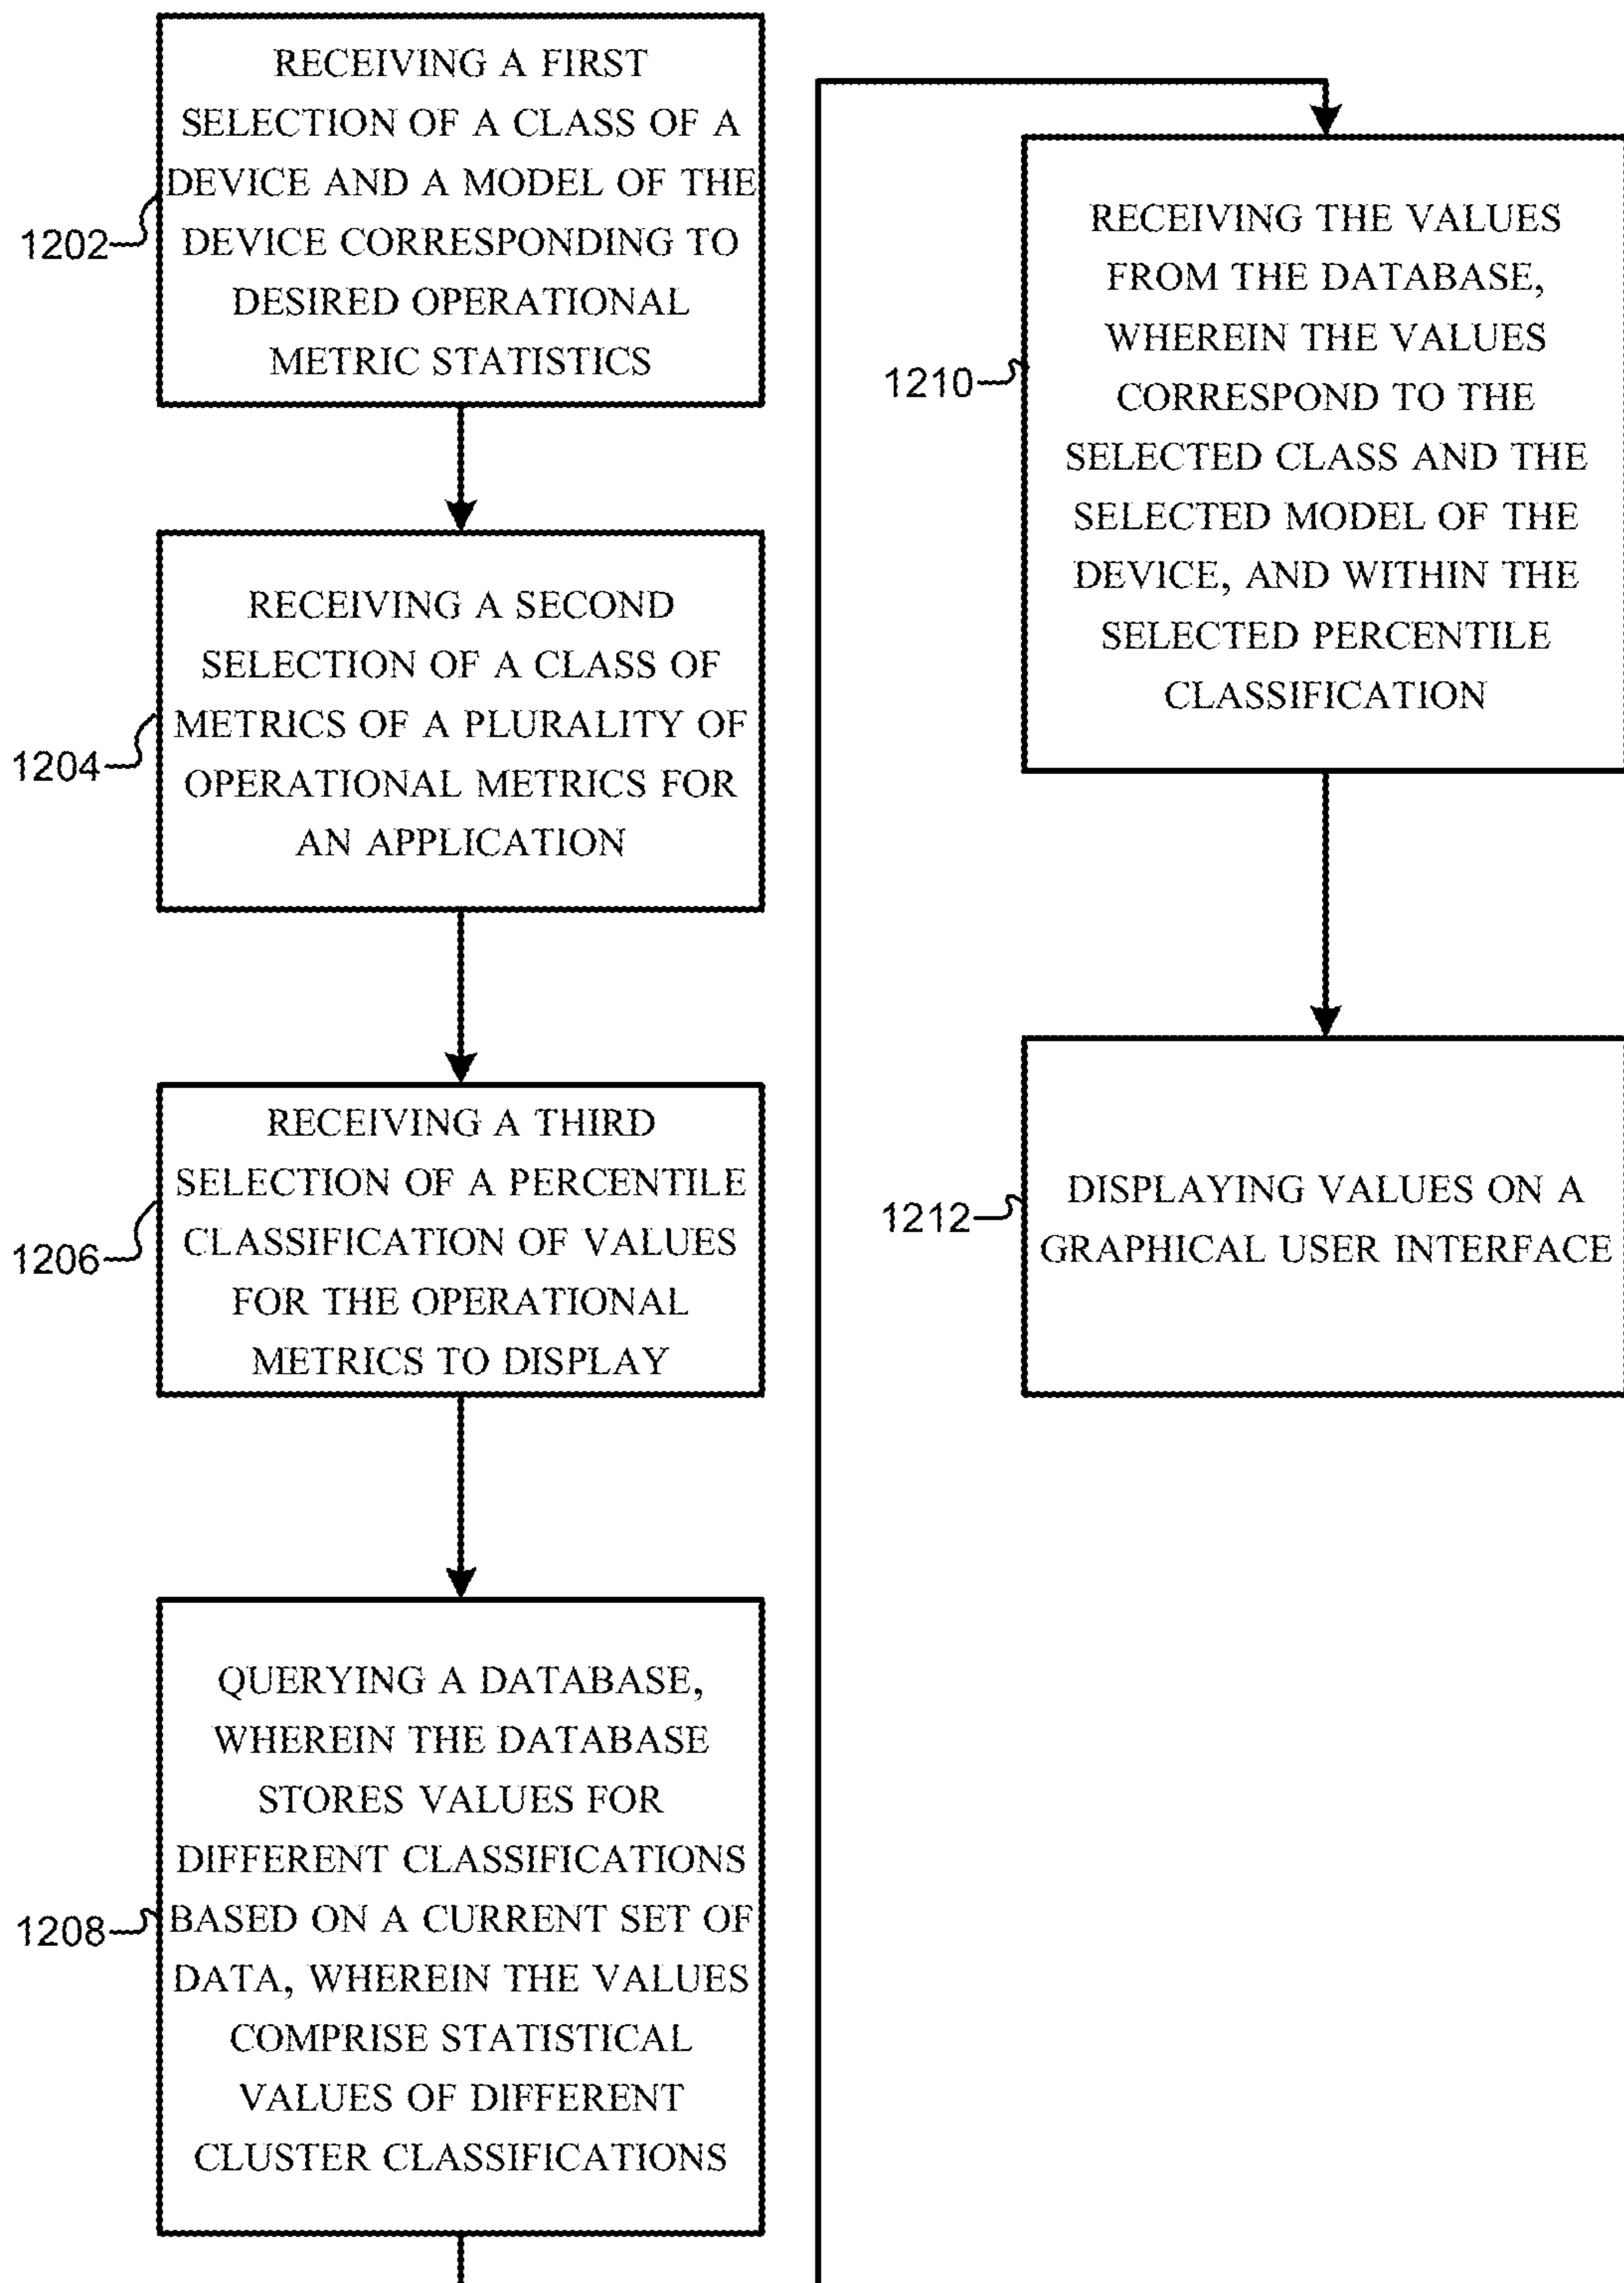 RECEIVING A FIRST
SELECTION OF A CLASS OF A
DEVICE AND A MODEL OF THE
DEVICE CORRESPONDING TO
DESIRED OPERATIONAL
METRIC STATISTICS
1202
RECEIVING A SECOND
SELECTION OF A CLASS OF
METRICS OF A PLURALITY OF
OPERATIONAL METRICS FOR
AN APPLICATION
1204
RECEIVING A THIRD
SELECTION OF A PERCENTILE
CLASSIFICATION OF VALUES
FOR THE OPERATIONAL
METRICS TO DISPLAY
1206
QUERYING A DATABASE,
WHEREIN THE DATABASE
STORES VALUES FOR
DIFFERENT CLASSIFICATIONS
BASED ON A CURRENT SET OF
DATA, WHEREIN THE VALUES
COMPRISE STATISTICAL
VALUES OF DIFFERENT
CLUSTER CLASSIFICATIONS
1208
RECEIVING THE VALUES
FROM THE DATABASE,
WHEREIN THE VALUES
CORRESPOND TO THE
SELECTED CLASS AND THE
SELECTED MODEL OF THE
DEVICE, AND WITHIN THE
SELECTED PERCENTILE
CLASSIFICATION
1210
DISPLAYING VALUES ON A
GRAPHICAL USER INTERFACE
1212